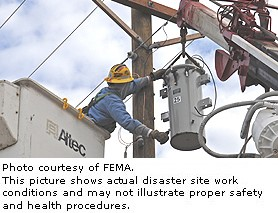 Altec
25
Photo courtesy of FEMA.
This picture shows actual disaster site work
conditions and may not illustrate proper safety
and health procedures.